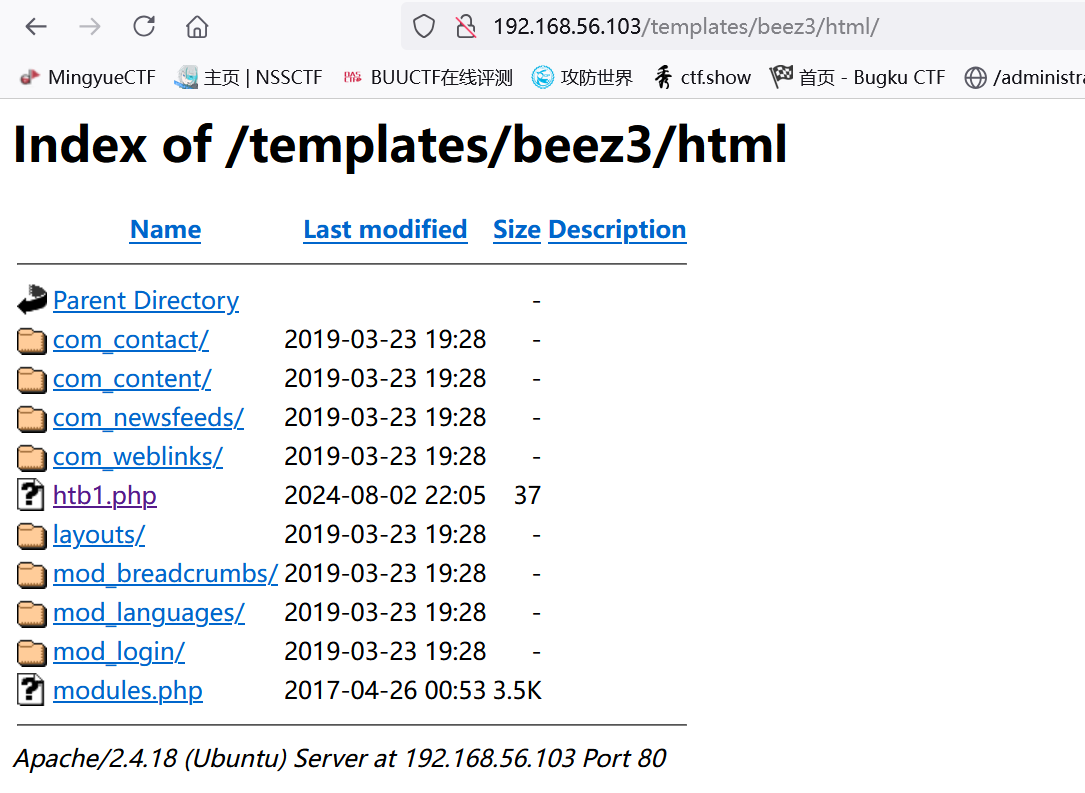 192.168.56.103/templates/beez3/html/
MingyueCTF 主页 | NSSCTF BUUCTF在线评测 攻防世界 ctf.show 首页 - Bugku CTF /administra
Index of /templates/beez3/html
Name Last modified Size Description
Parent Directory -
com_contact/ 2019-03-23 19:28 -
com_content/ 2019-03-23 19:28 -
com_newsfeeds/ 2019-03-23 19:28 -
com_weblinks/ 2019-03-23 19:28 -
htb1.php 2024-08-02 22:05 37
layouts/ 2019-03-23 19:28 -
mod_breadcrumbs/ 2019-03-23 19:28 -
mod_languages/ 2019-03-23 19:28 -
mod_login/ 2019-03-23 19:28 -
modules.php 2017-04-26 00:53 3.5K
Apache/2.4.18 (Ubuntu) Server at 192.168.56.103 Port 80